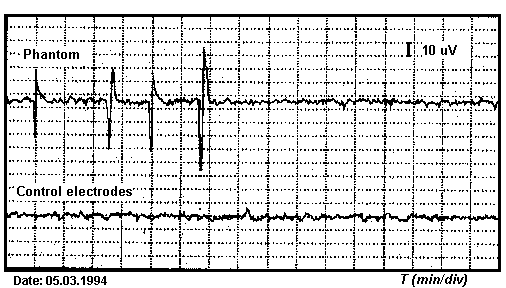 Phantom
10 uV
Control electrodes
Date: 05.03.1994
T (min/div)